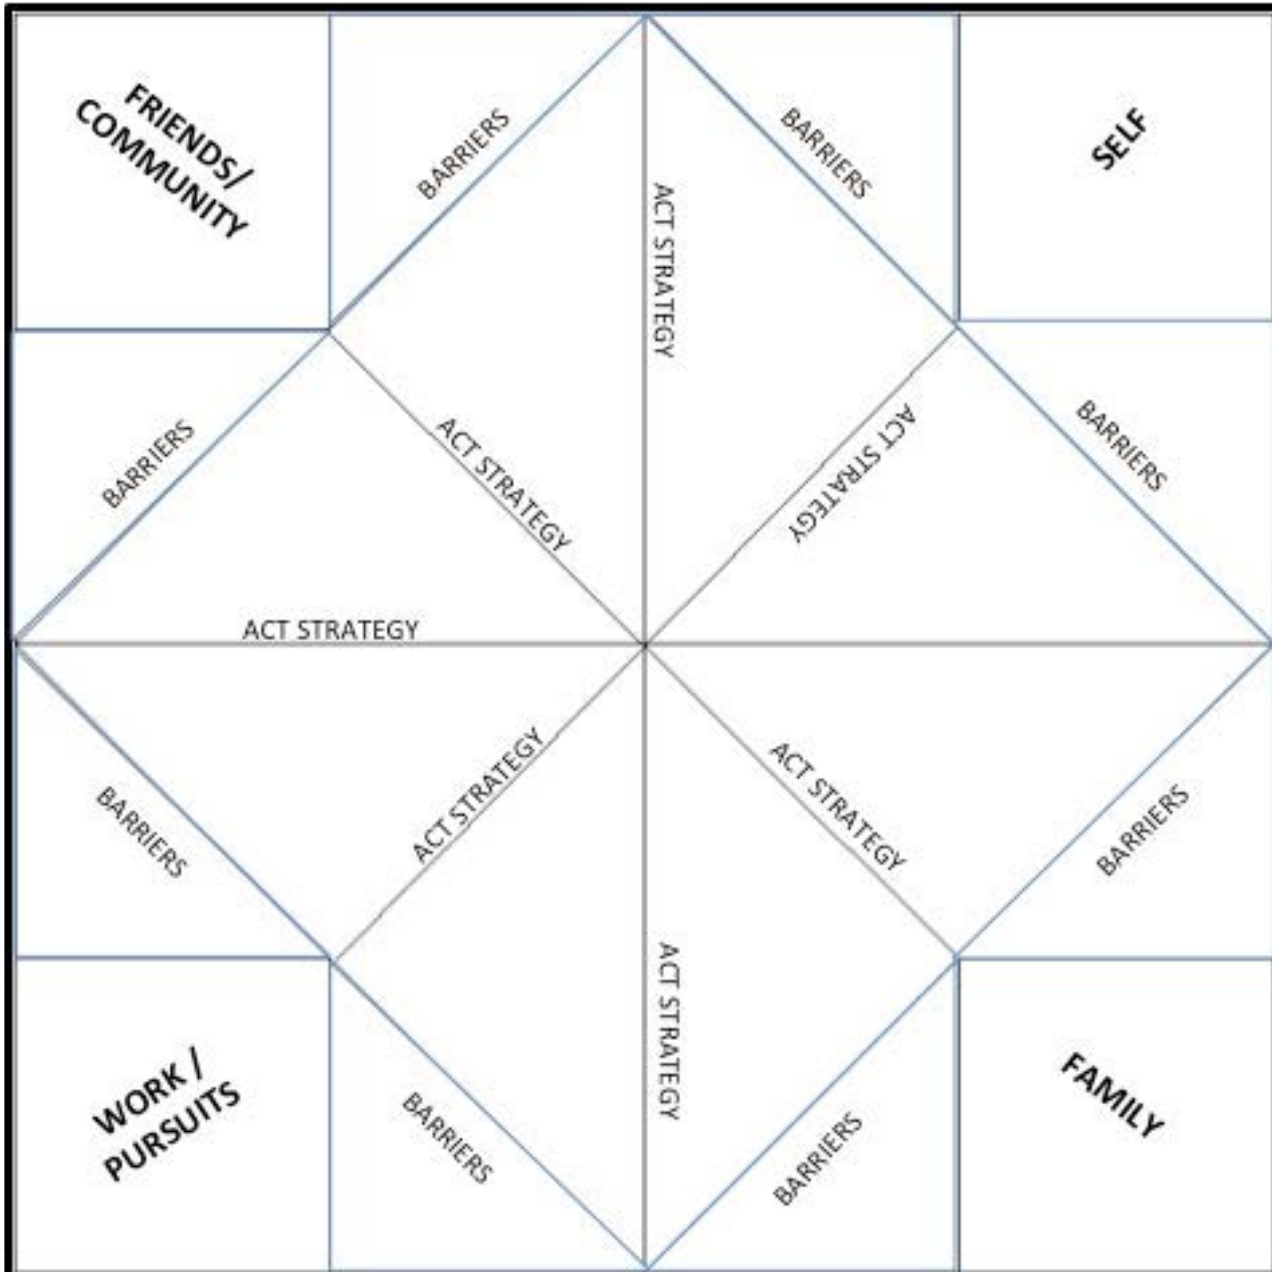 FRIENDS/
COMMUNITY
BARRIERS
BARRIERS
SELF
ACT STRATEGY
BARRIERS
ACT STRATEGY
ACT STRATEGY
BARRIERS
ACT STRATEGY
BARRIERS
ACT STRATEGY
ACT STRATEGY
BARRIERS
WORK /
PURSUITS
BARRIERS
ACT STRATEGY
BARRIERS
FAMILY